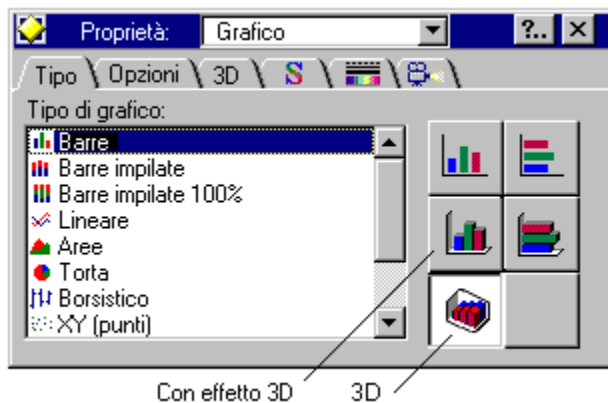 Proprietà: Grafico ?..
Tipo Opzioni 3D S
Tipo di grafico:
Barre
Barre impilate
Barre impilate 100%
Lineare
Aree
Torta
Borsistico
XY (punti)
Con effetto 3D 3D